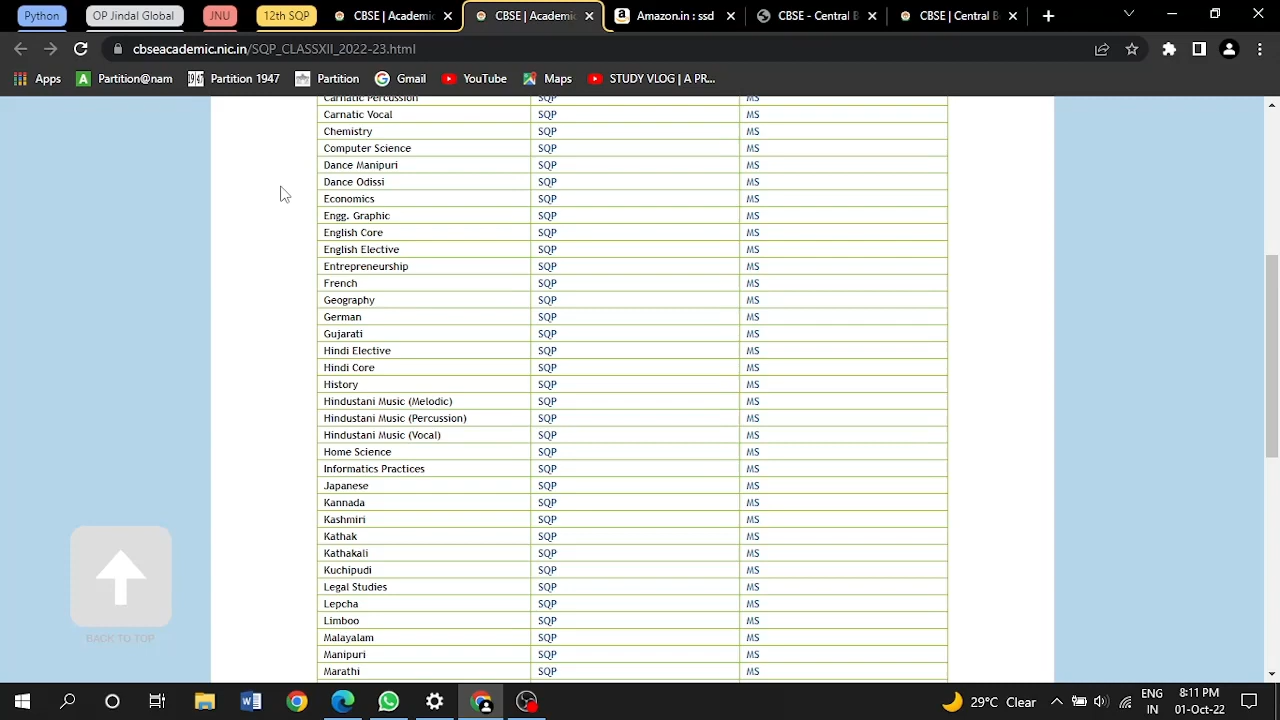 Python OP Jindal Global JNU 12th SQP CBSE | Academic CBSE | Academic Amazon.in : ssd CBSE - Central B CBSE | Central B
cbseacademic.nic.in/SQP_CLASSXII_2022-23.html
Apps Partition@nam Partition 1947 Partition Gmail YouTube Maps STUDY VLOG | A PR...
Carnatic Percussion SQP MS
Carnatic Vocal SQP MS
Chemistry SQP MS
Computer Science SQP MS
Dance Manipuri SQP MS
Dance Odissi SQP MS
Economics SQP MS
Engg. Graphic SQP MS
English Core SQP MS
English Elective SQP MS
Entrepreneurship SQP MS
French SQP MS
Geography SQP MS
German SQP MS
Gujarati SQP MS
Hindi Elective SQP MS
Hindi Core SQP MS
History SQP MS
Hindustani Music (Melodic) SQP MS
Hindustani Music (Percussion) SQP MS
Hindustani Music (Vocal) SQP MS
Home Science SQP MS
Informatics Practices SQP MS
Japanese SQP MS
Kannada SQP MS
Kashmiri SQP MS
Kathak SQP MS
Kathakali SQP MS
Kuchipudi SQP MS
Legal Studies SQP MS
Lepcha SQP MS
Limboo SQP MS
Malayalam SQP MS
Manipuri SQP MS
Marathi SQP MS
BACK TO TOP
29°C Clear
ENG
IN
8:11 PM
01-Oct-22